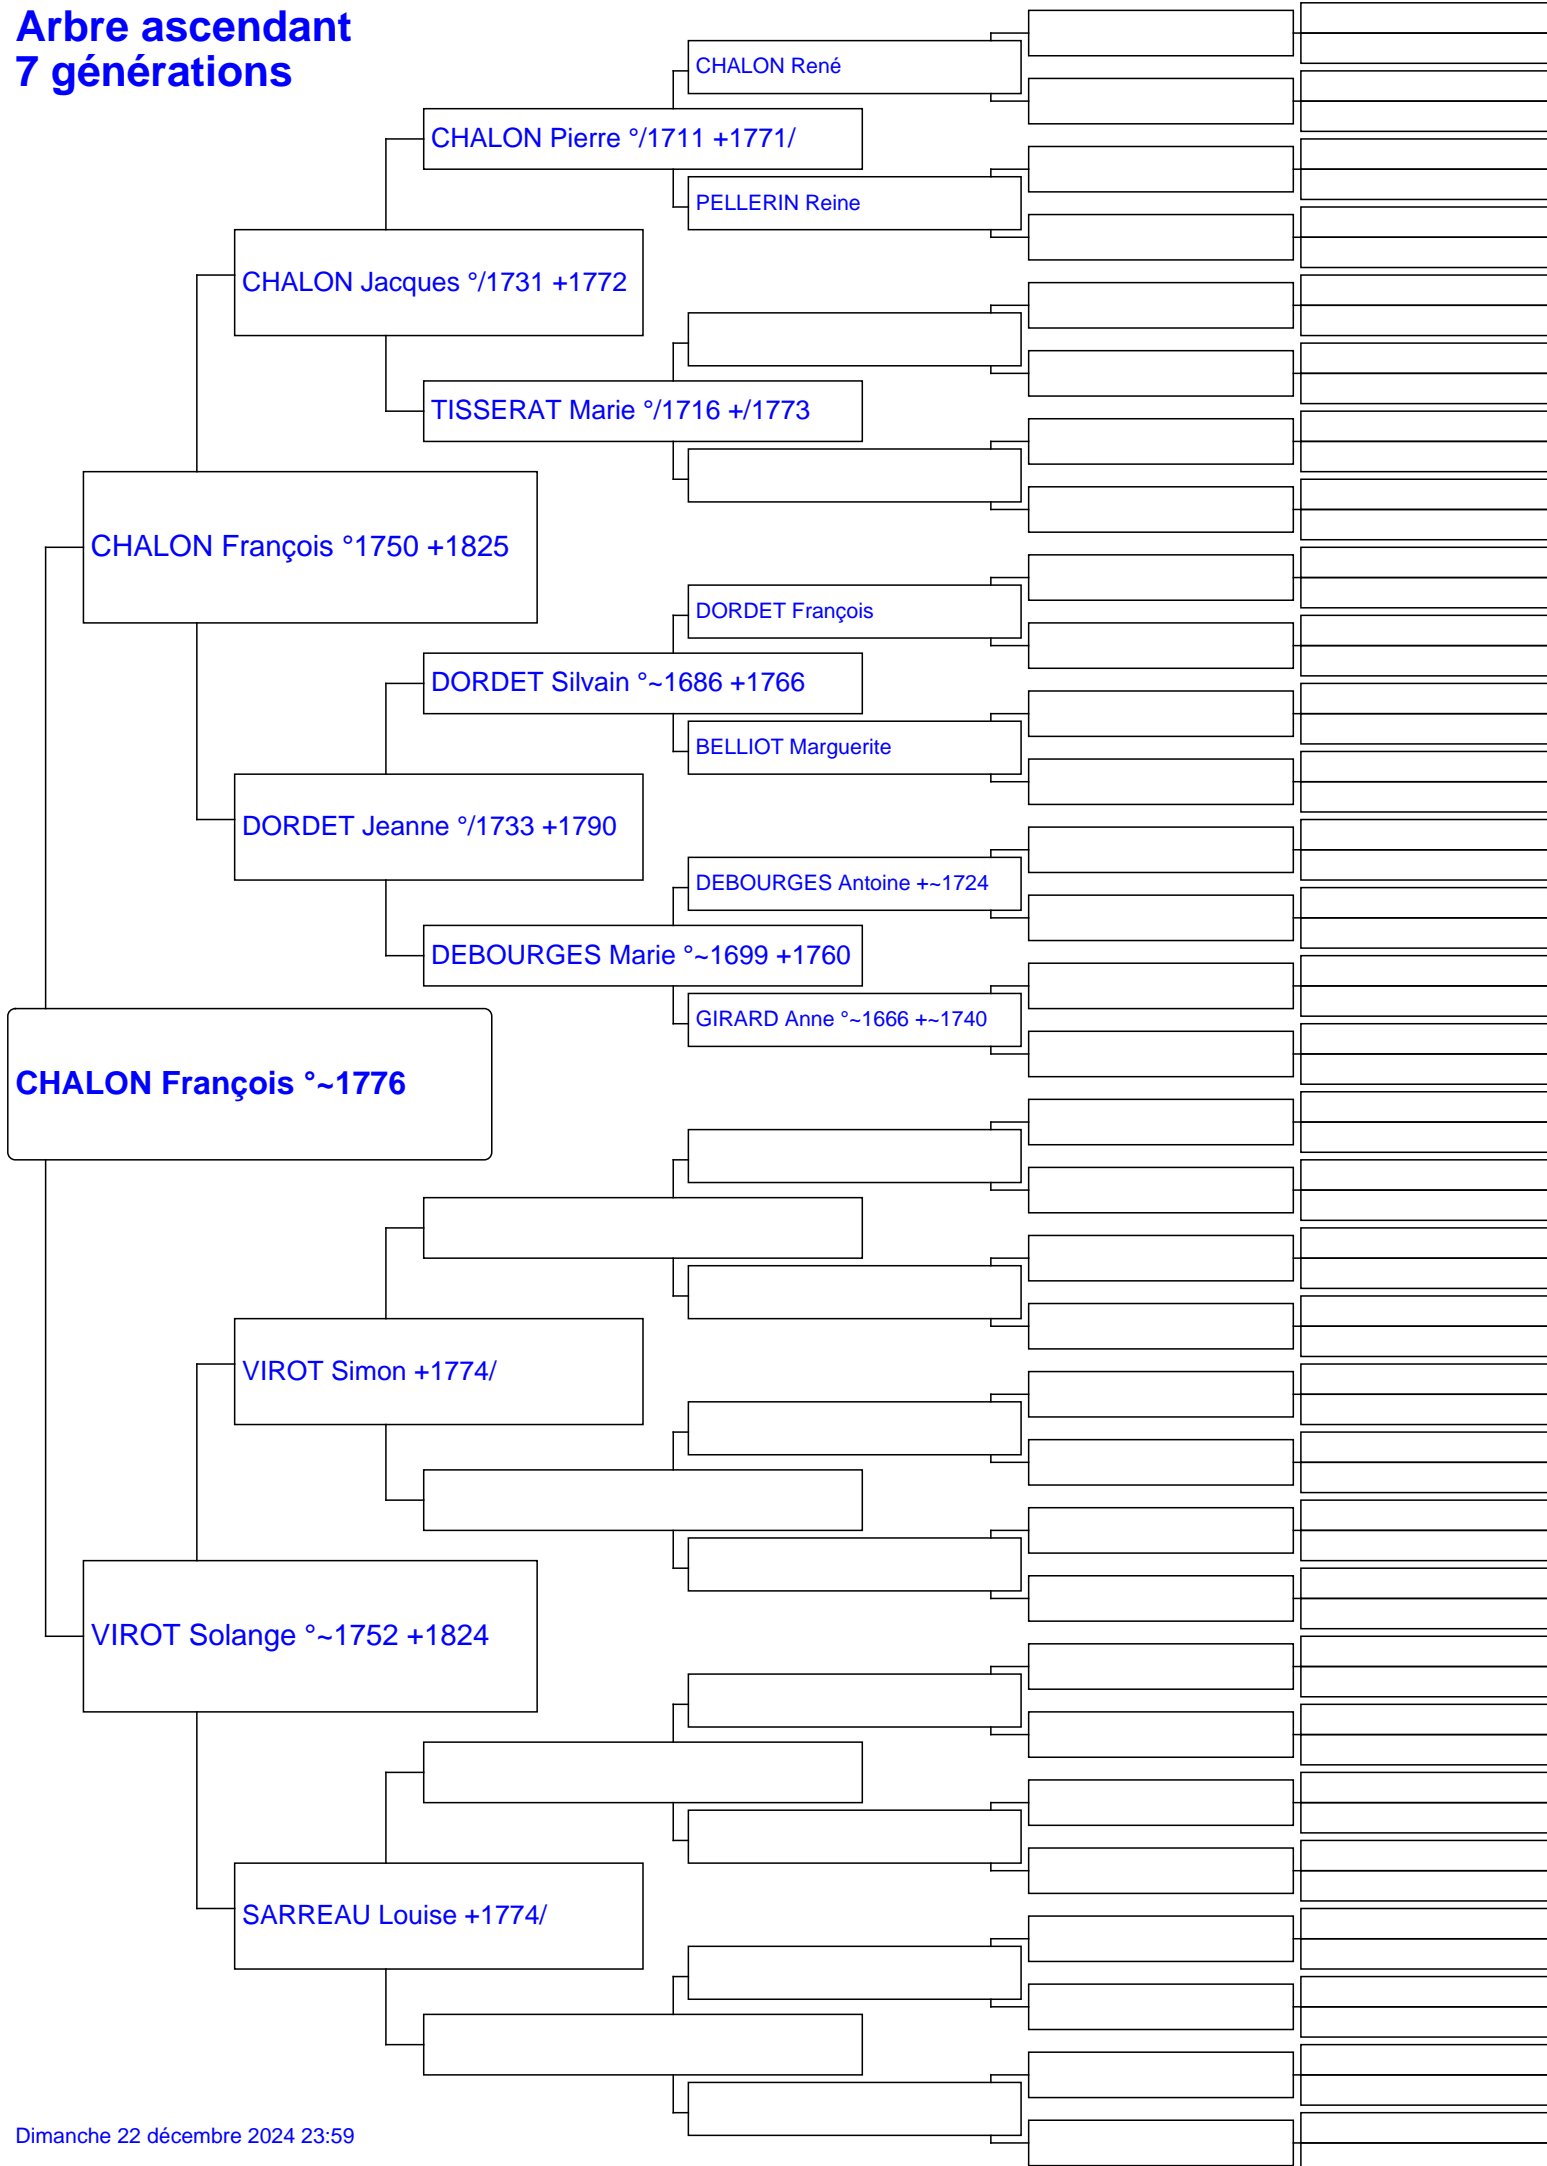 Arbre ascendant
7 générations
CHALON René
CHALON Pierre °/1711 +1771/
PELLERIN Reine
CHALON Jacques °/1731 +1772
TISSERAT Marie °/1716 +/1773
CHALON François °1750 +1825
DORDET François
DORDET Silvain °~1686 +1766
BELLIOT Marguerite
DORDET Jeanne °/1733 +1790
DEBOURGES Antoine +~1724
DEBOURGES Marie °~1699 +1760
GIRARD Anne °~1666 +~1740
CHALON François °~1776
VIROT Simon +1774/
VIROT Solange °~1752 +1824
SARREAU Louise +1774/
Dimanche 22 décembre 2024 23:59